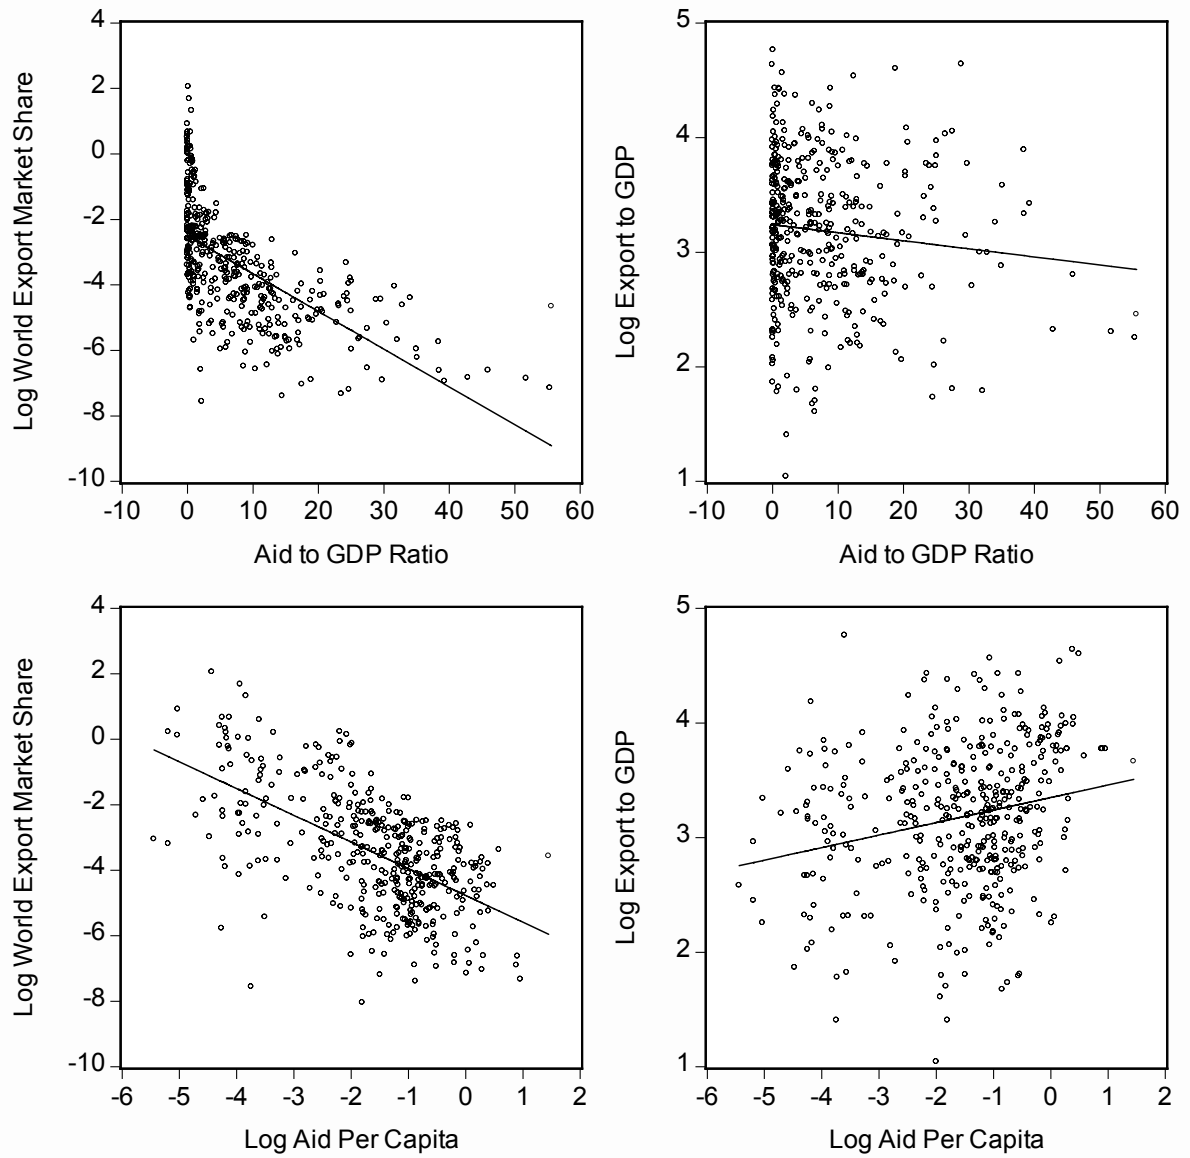 4
2
0
-2
-4
-6
-8
-10
-10 0 10 20 30 40 50 60
Log World Export Market Share
Aid to GDP Ratio
5
4
3
2
1
-10 0 10 20 30 40 50 60
Log Export to GDP
Aid to GDP Ratio
4
2
0
-2
-4
-6
-8
-10
-6 -5 -4 -3 -2 -1 0 1 2
Log World Export Market Share
Log Aid Per Capita
5
4
3
2
1
-6 -5 -4 -3 -2 -1 0 1 2
Log Export to GDP
Log Aid Per Capita